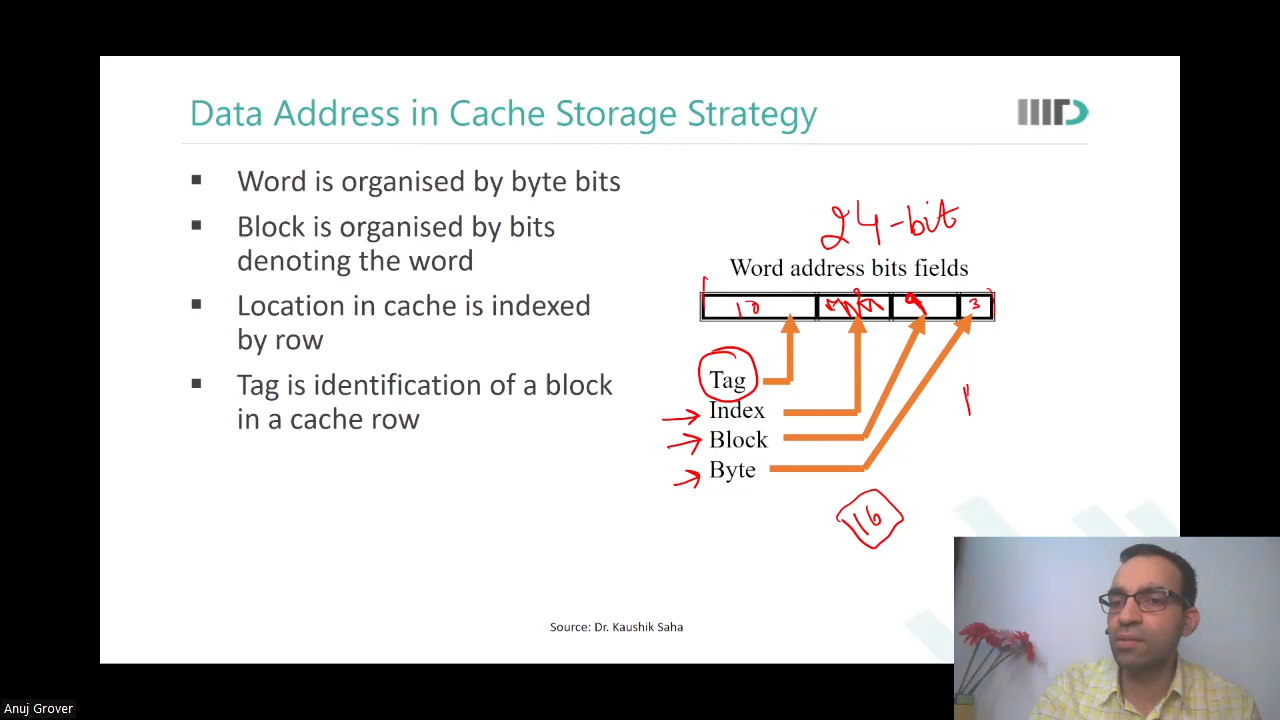 Data Address in Cache Storage Strategy
▪ Word is organised by byte bits
▪ Block is organised by bits
denoting the word
▪ Location in cache is indexed
by row
▪ Tag is identification of a block
in a cache row
24-bit
Word address bits fields
10
3
Tag
Index
Block
Byte
116
Source: Dr. Kaushik Saha
Anuj Grover